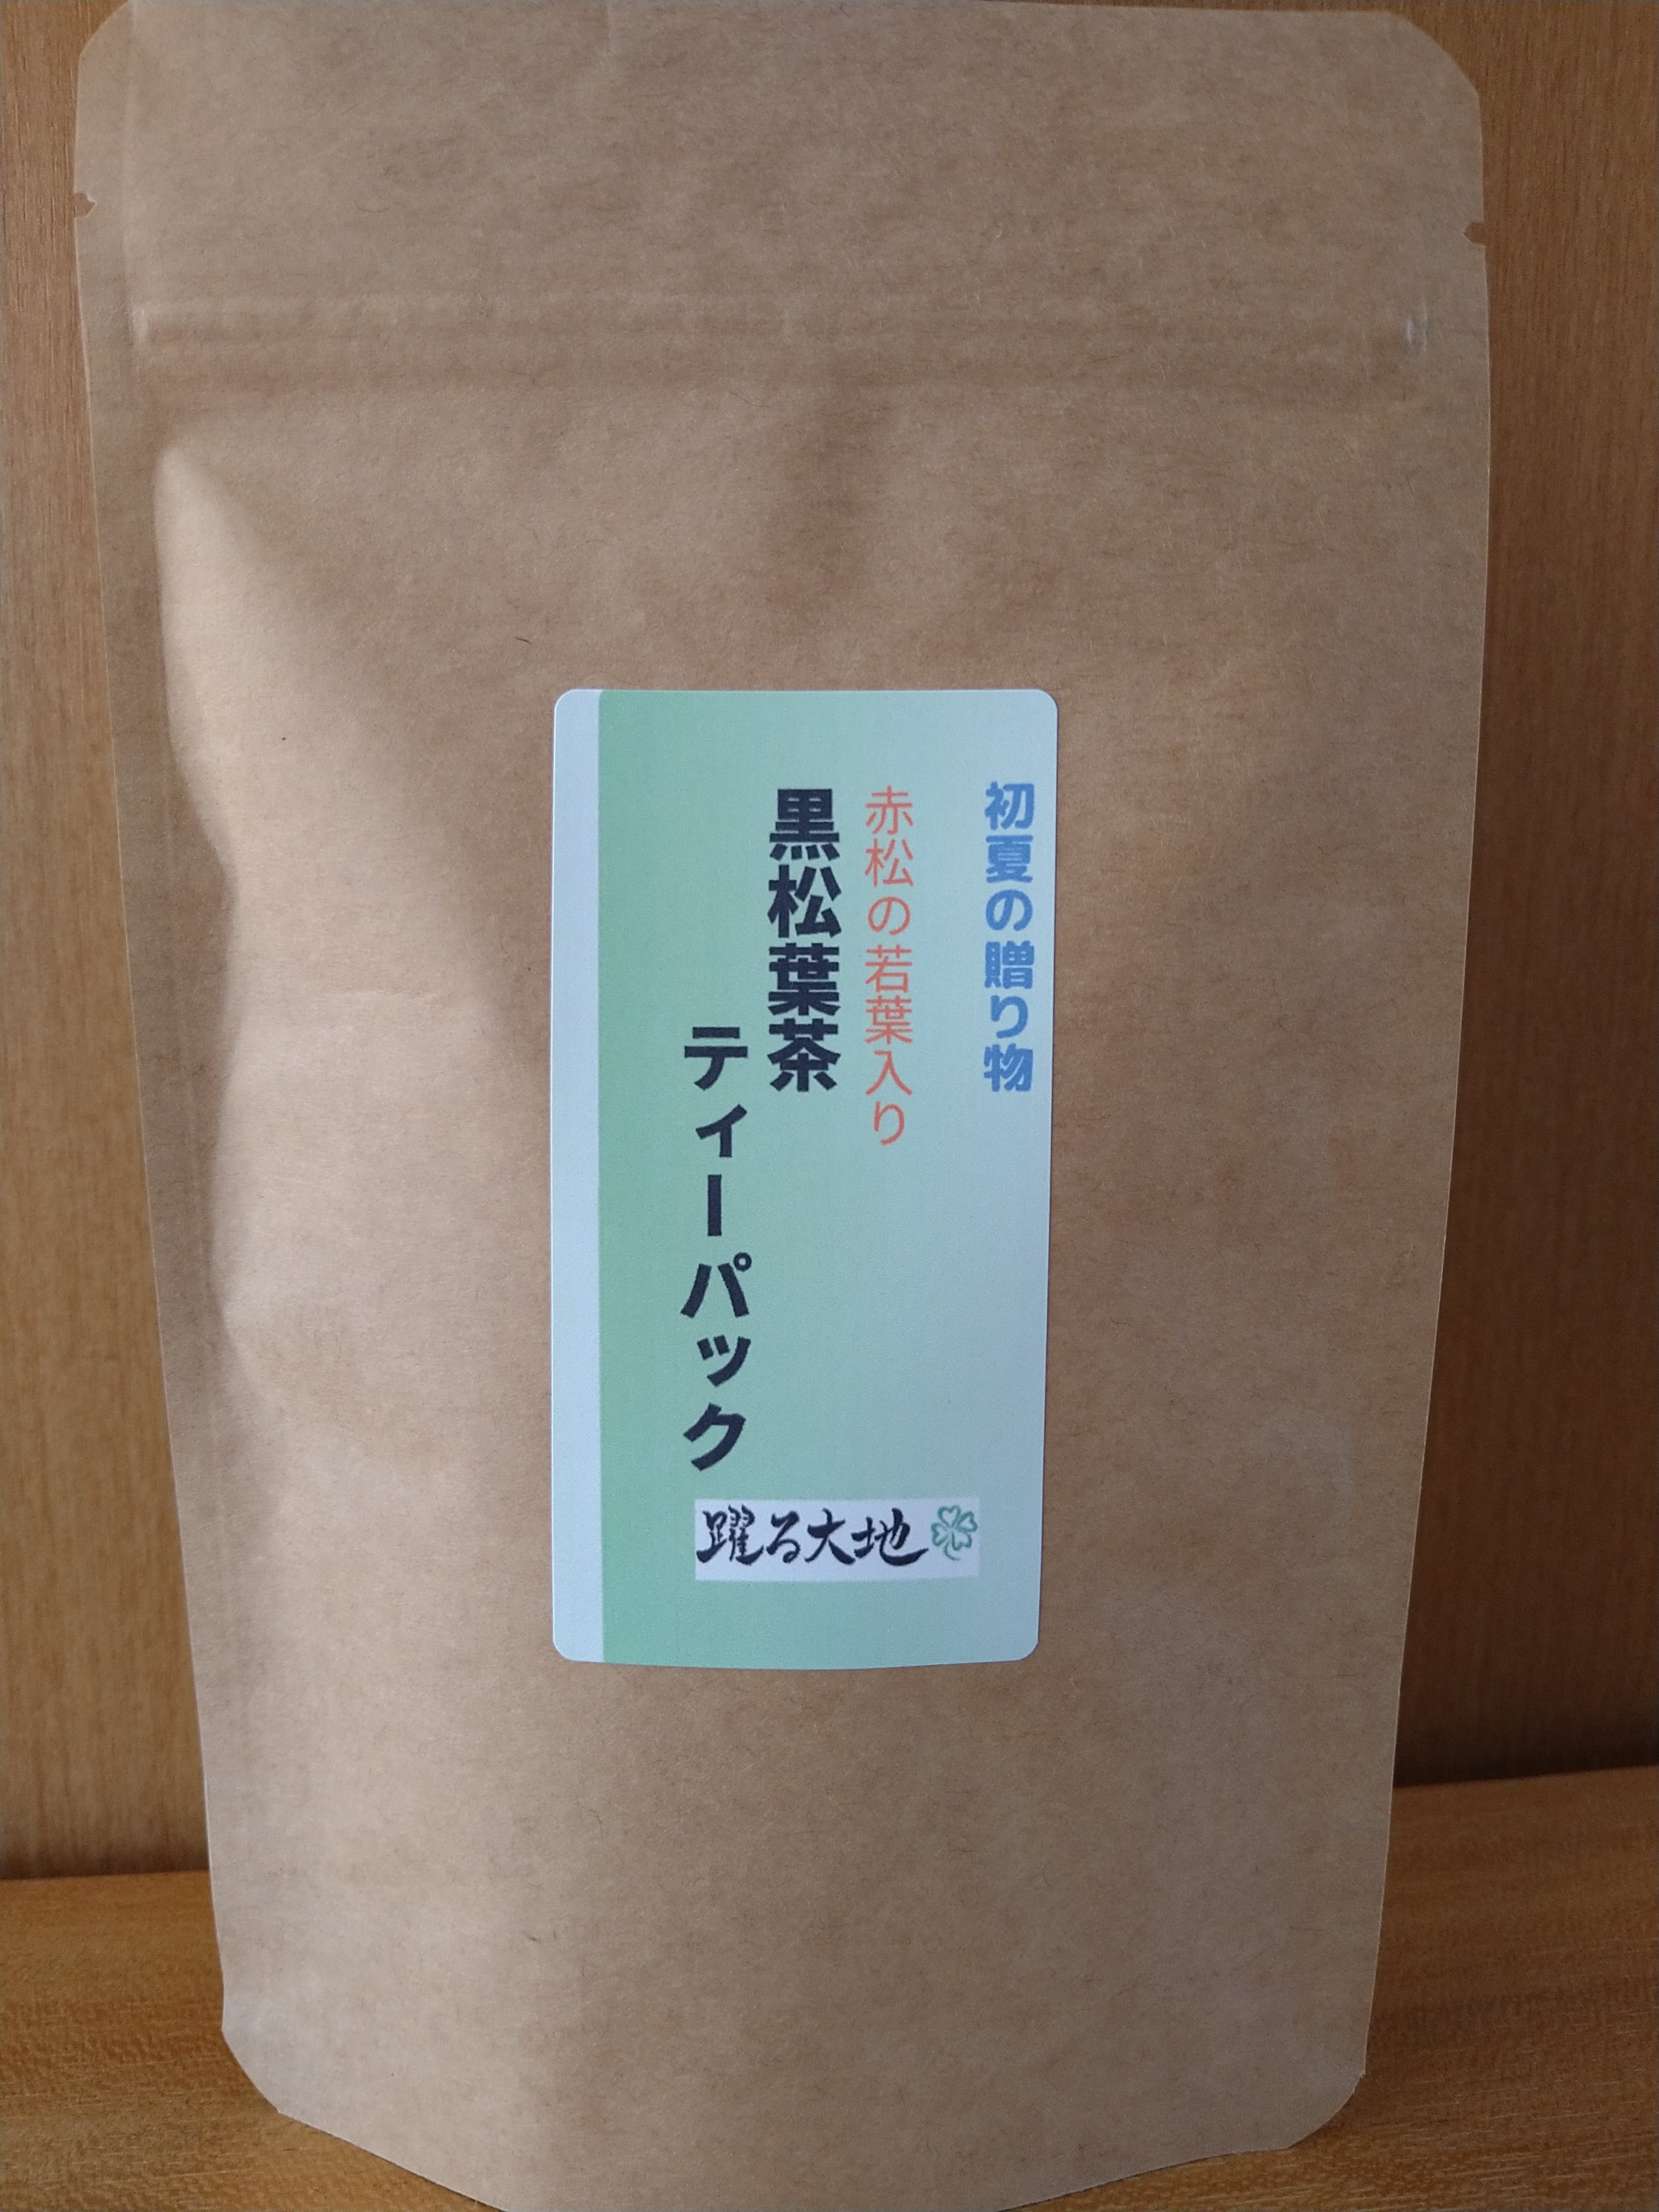 初夏の贈り物
赤松の若葉入り
黒松葉茶
ティーパック
躍る大地